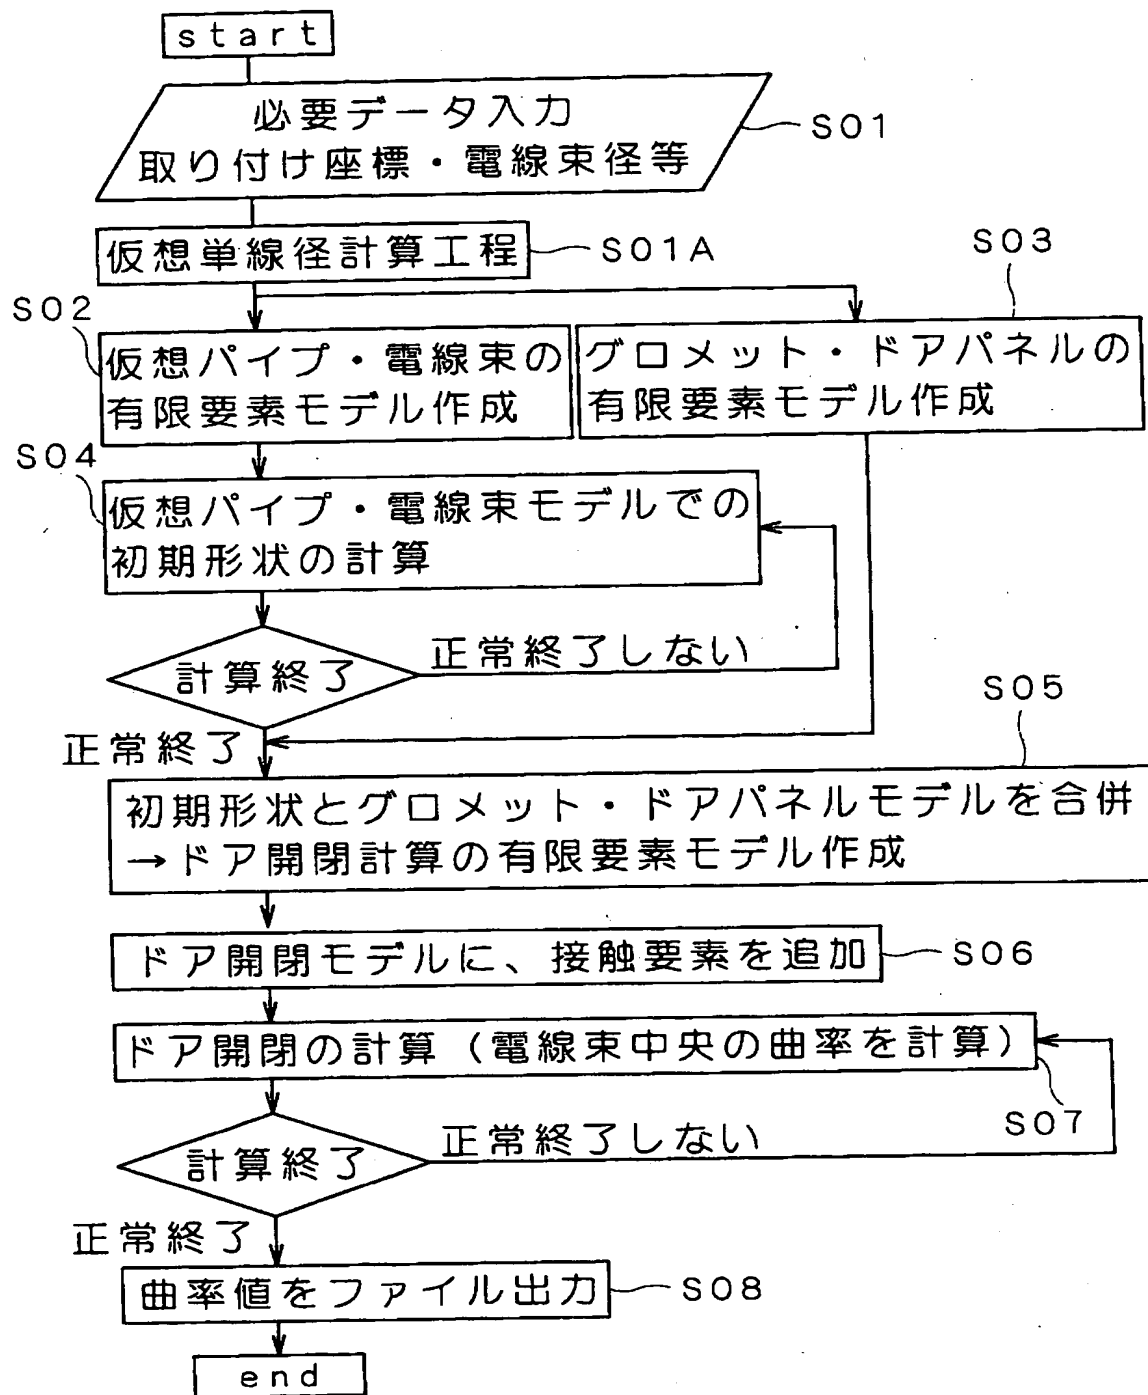 start
必要データ入力
取り付け座標・電線束径等
S01
仮想単線径計算工程
S01A
S03
S02
仮想パイプ・電線束の
有限要素モデル作成
グロメット・ドアパネルの
有限要素モデル作成
S04
仮想パイプ・電線束モデルでの
初期形状の計算
計算終了
正常終了しない
S05
正常終了
初期形状とグロメット・ドアパネルモデルを合併
→ドア開閉計算の有限要素モデル作成
ドア開閉モデルに、接触要素を追加
S06
ドア開閉の計算（電線束中央の曲率を計算）
S07
計算終了
正常終了しない
正常終了
曲率値をファイル出力
S08
end